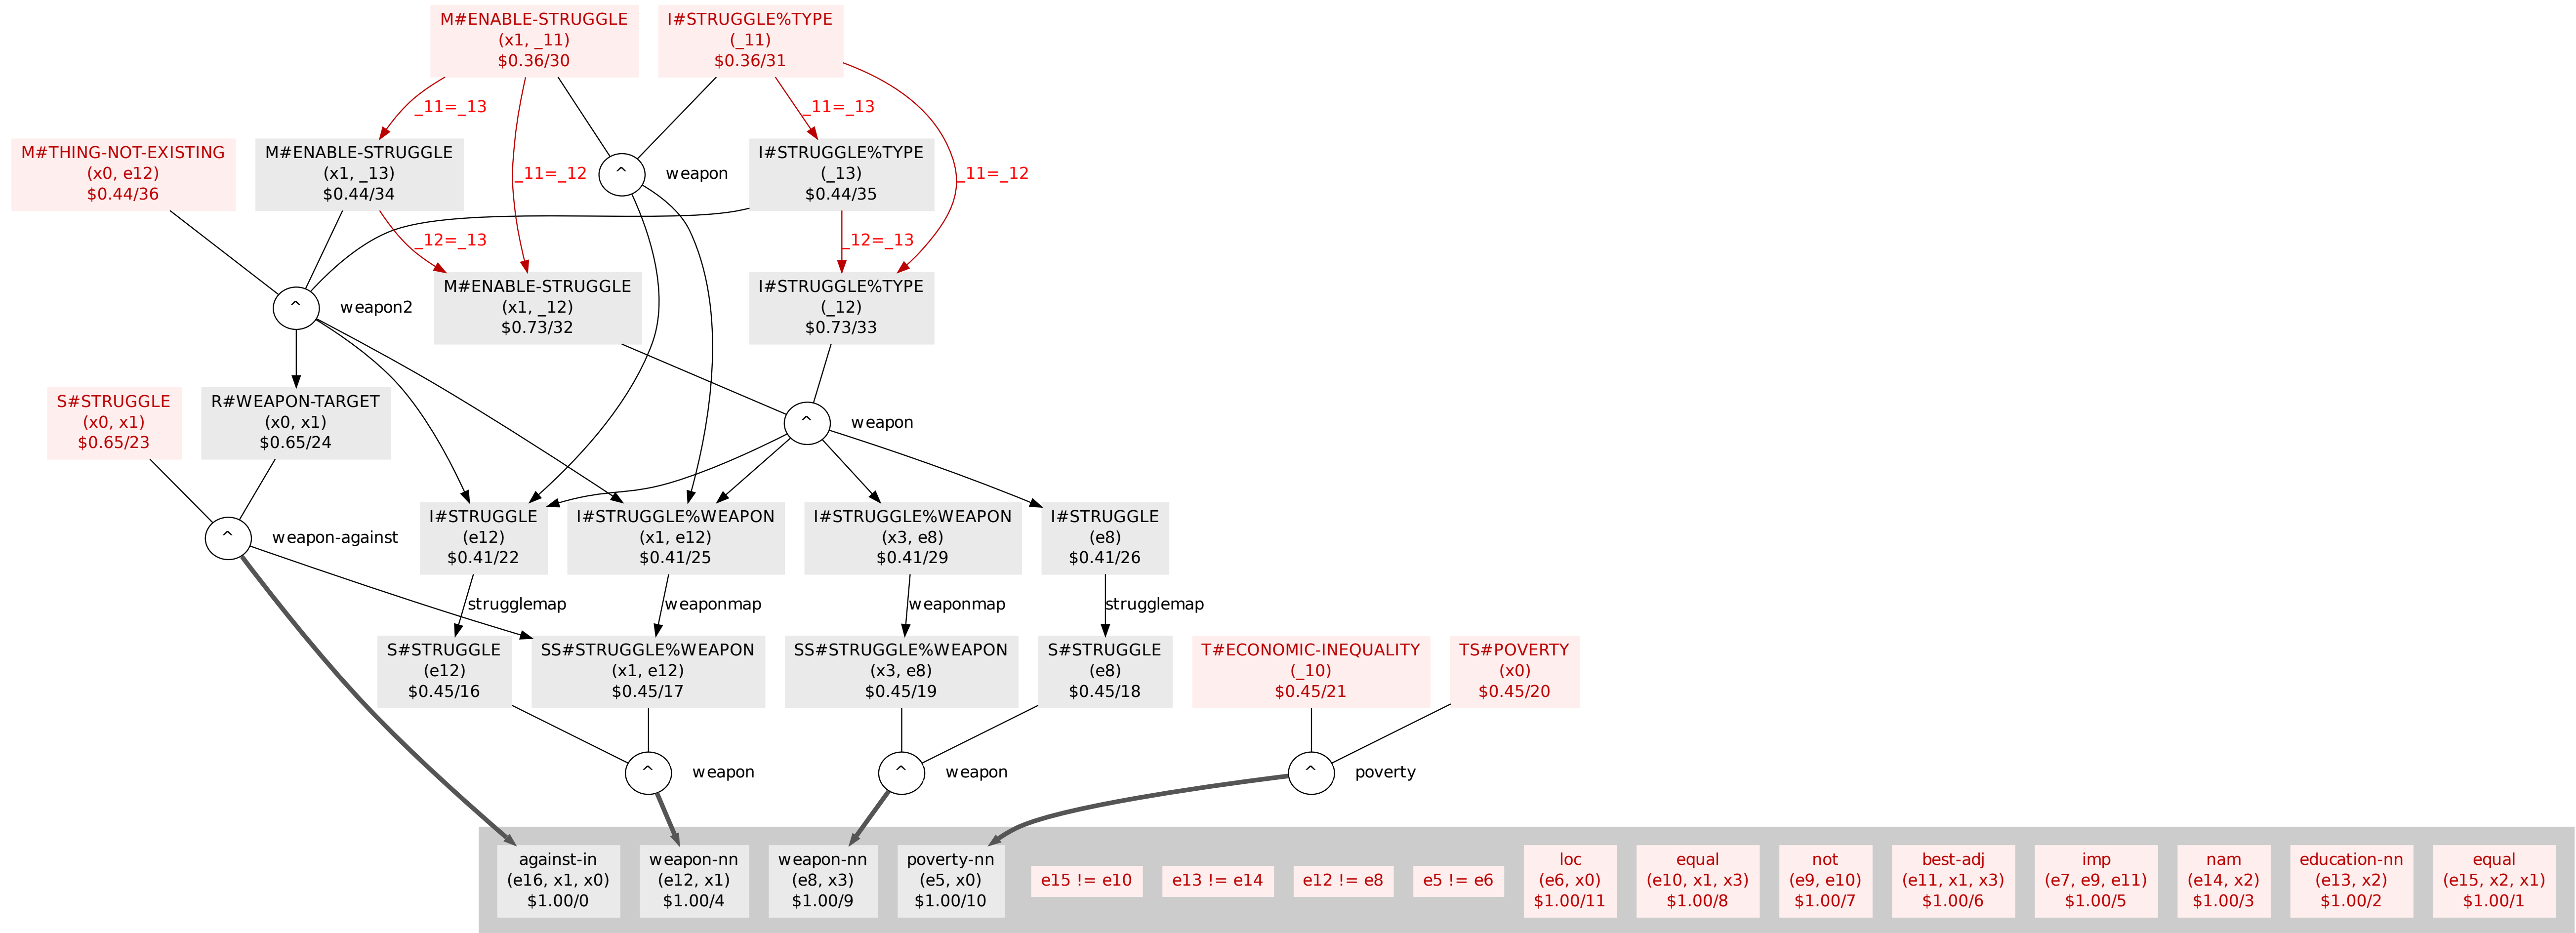 M#ENABLE-STRUGGLE
(x1, _11)
$0.36/30
I#STRUGGLE%TYPE
(_11)
$0.36/31
_11=_13
_11=_13
M#THING-NOT-EXISTING
(x0, e12)
$0.44/36
M#ENABLE-STRUGGLE
(x1, _13)
$0.44/34
_11=_12
^
weapon
I#STRUGGLE%TYPE
(_13)
$0.44/35
_11=_12
_12=_13
_12=_13
^
weapon2
M#ENABLE-STRUGGLE
(x1, _12)
$0.73/32
I#STRUGGLE%TYPE
(_12)
$0.73/33
S#STRUGGLE
(x0, x1)
$0.65/23
R#WEAPON-TARGET
(x0, x1)
$0.65/24
^
weapon
^
weapon-against
I#STRUGGLE
(e12)
$0.41/22
I#STRUGGLE%WEAPON
(x1, e12)
$0.41/25
I#STRUGGLE%WEAPON
(x3, e8)
$0.41/29
I#STRUGGLE
(e8)
$0.41/26
strugglemap
weaponmap
weaponmap
strugglemap
S#STRUGGLE
(e12)
$0.45/16
SS#STRUGGLE%WEAPON
(x1, e12)
$0.45/17
SS#STRUGGLE%WEAPON
(x3, e8)
$0.45/19
S#STRUGGLE
(e8)
$0.45/18
T#ECONOMIC-INEQUALITY
(_10)
$0.45/21
TS#POVERTY
(x0)
$0.45/20
^
weapon
^
weapon
^
poverty
against-in
(e16, x1, x0)
$1.00/0
weapon-nn
(e12, x1)
$1.00/4
weapon-nn
(e8, x3)
$1.00/9
poverty-nn
(e5, x0)
$1.00/10
e15 != e10
e13 != e14
e12 != e8
e5 != e6
loc
(e6, x0)
$1.00/11
equal
(e10, x1, x3)
$1.00/8
not
(e9, e10)
$1.00/7
best-adj
(e11, x1, x3)
$1.00/6
imp
(e7, e9, e11)
$1.00/5
nam
(e14, x2)
$1.00/3
education-nn
(e13, x2)
$1.00/2
equal
(e15, x2, x1)
$1.00/1